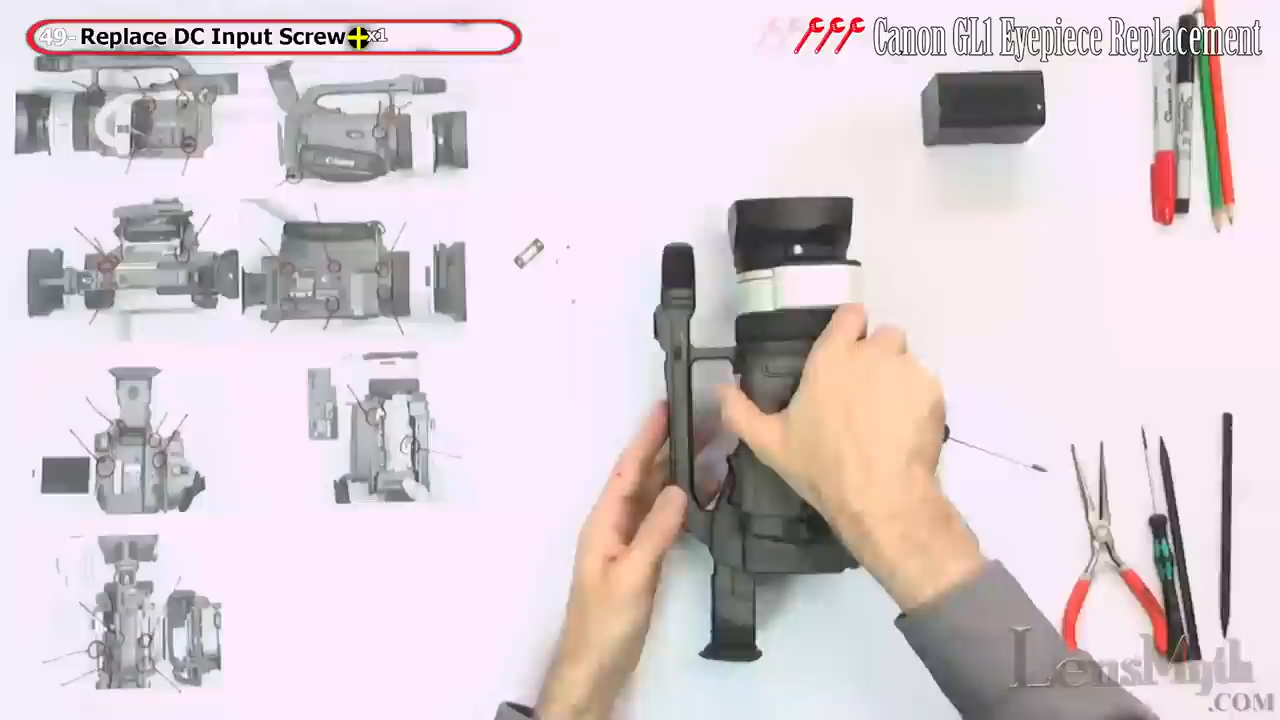 49- Replace DC Input Screw x1
Canon GL1 Eyepiece Replacement
Canon
LensMyth
.COM